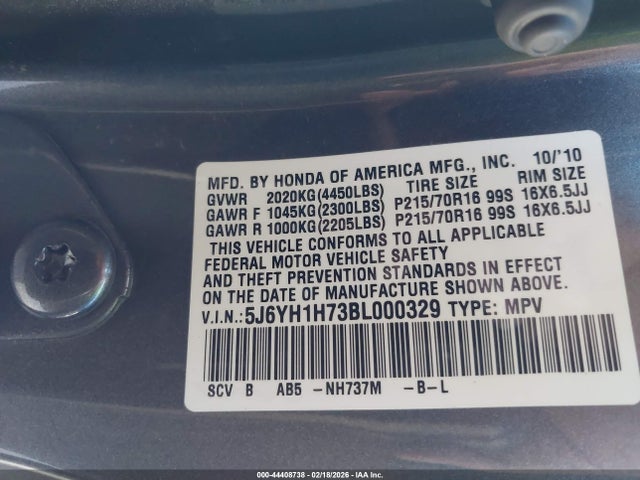 MFD. BY HONDA OF AMERICA MFG., INC. 10/'10
GVWR 2020KG(4450LBS) TIRE SIZE RIM SIZE
GAWR F 1045KG(2300LBS) P215/70R16 99S 16X6.5JJ
GAWR R 1000KG(2205LBS) P215/70R16 99S 16X6.5JJ
THIS VEHICLE CONFORMS TO ALL APPLICABLE
FEDERAL MOTOR VEHICLE SAFETY
AND THEFT PREVENTION STANDARDS IN EFFECT
ON THE DATE OF MANUFACTURE SHOWN ABOVE.
V.I.N.:5J6YH1H73BL000329 TYPE: MPV
SCV B AB5 -NH737M -B-L
000-44408738 - 02/18/2026 - IAA Inc.